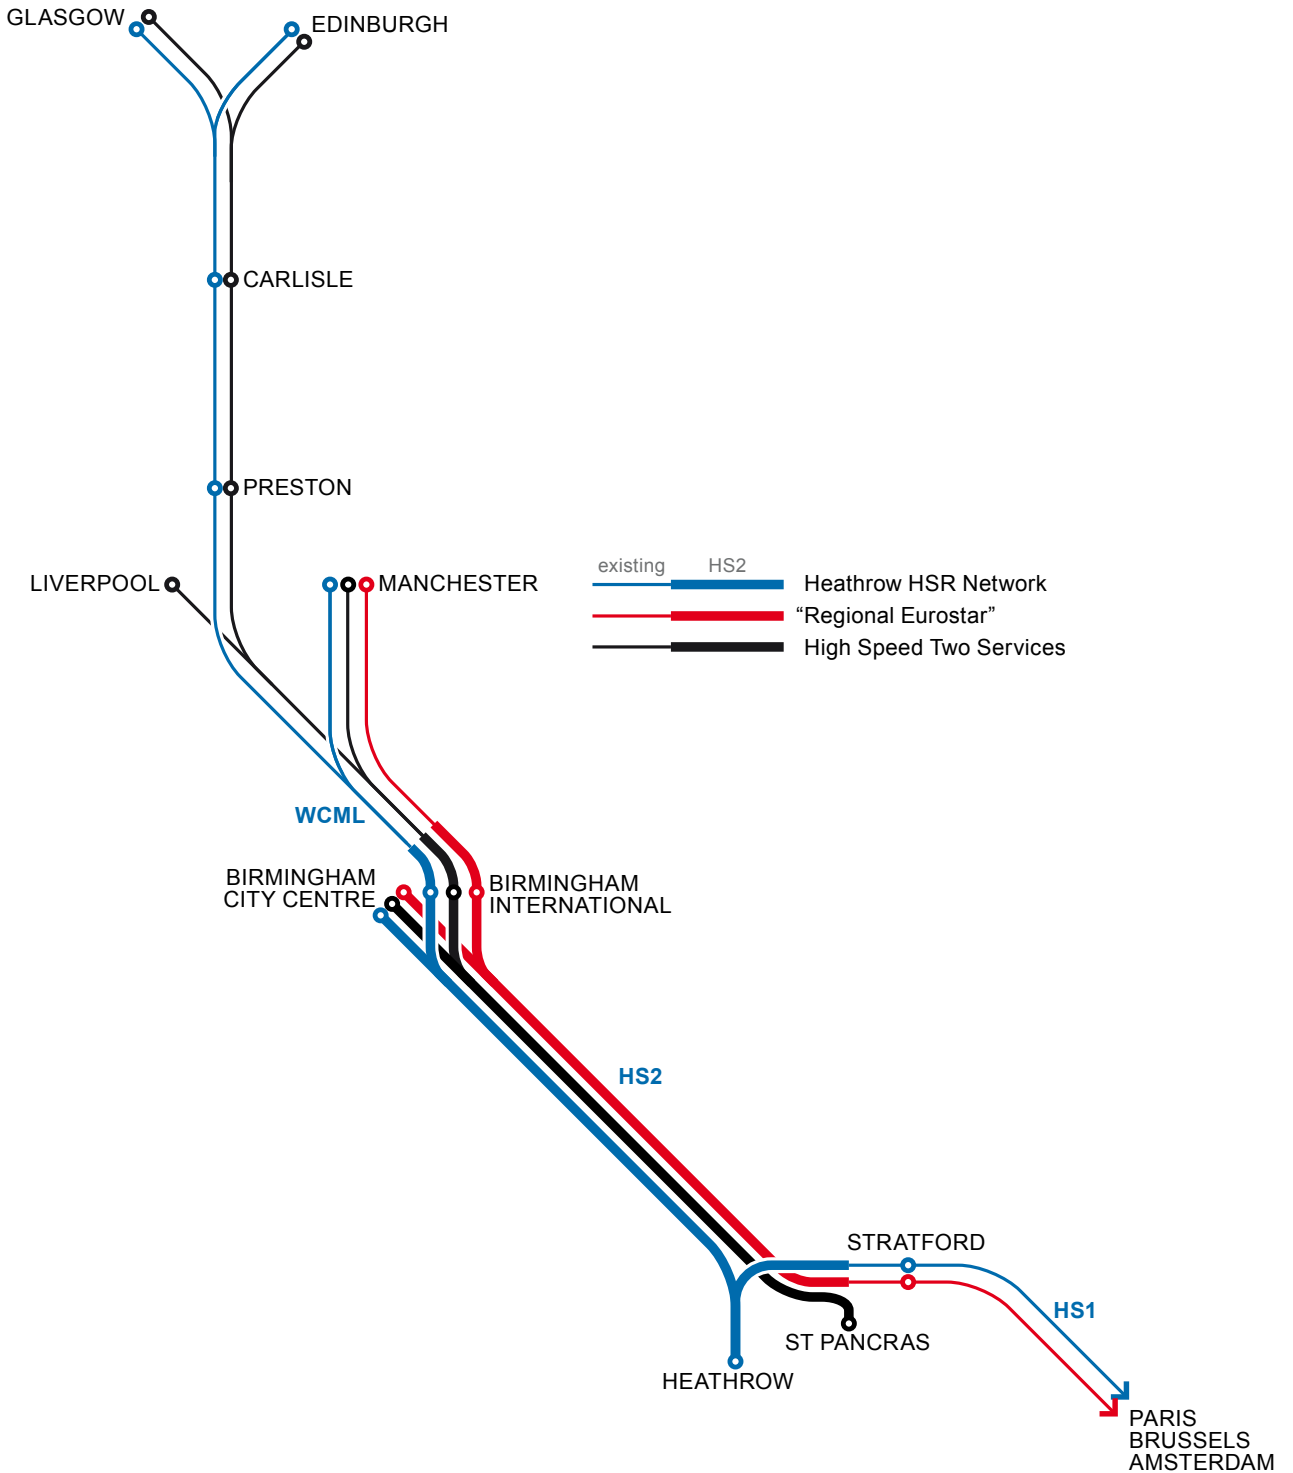 GLASGOW
EDINBURGH
CARLISLE
PRESTON
LIVERPOOL
MANCHESTER
existing
HS2
Heathrow HSR Network
“Regional Eurostar”
High Speed Two Services
WCML
BIRMINGHAM
CITY CENTRE
BIRMINGHAM
INTERNATIONAL
HS2
STRATFORD
HS1
ST PANCRAS
HEATHROW
PARIS
BRUSSELS
AMSTERDAM